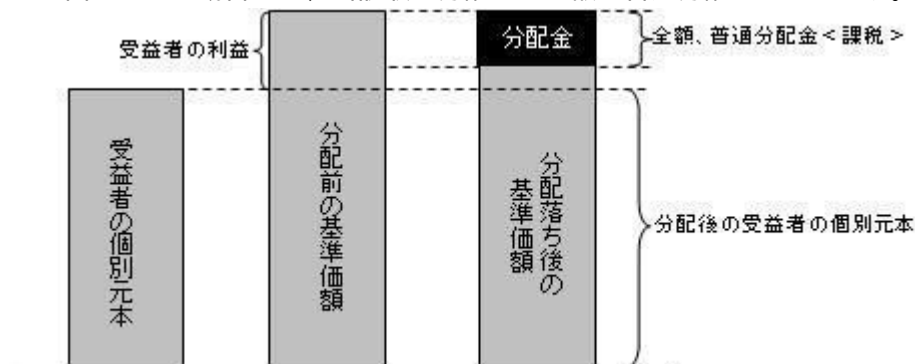 受益者の利益
分配金
全額、普通分配金<課税>
受益者の個別元本
分配前の基準価額
分配落ち後の
基準価額
分配後の受益者の個別元本